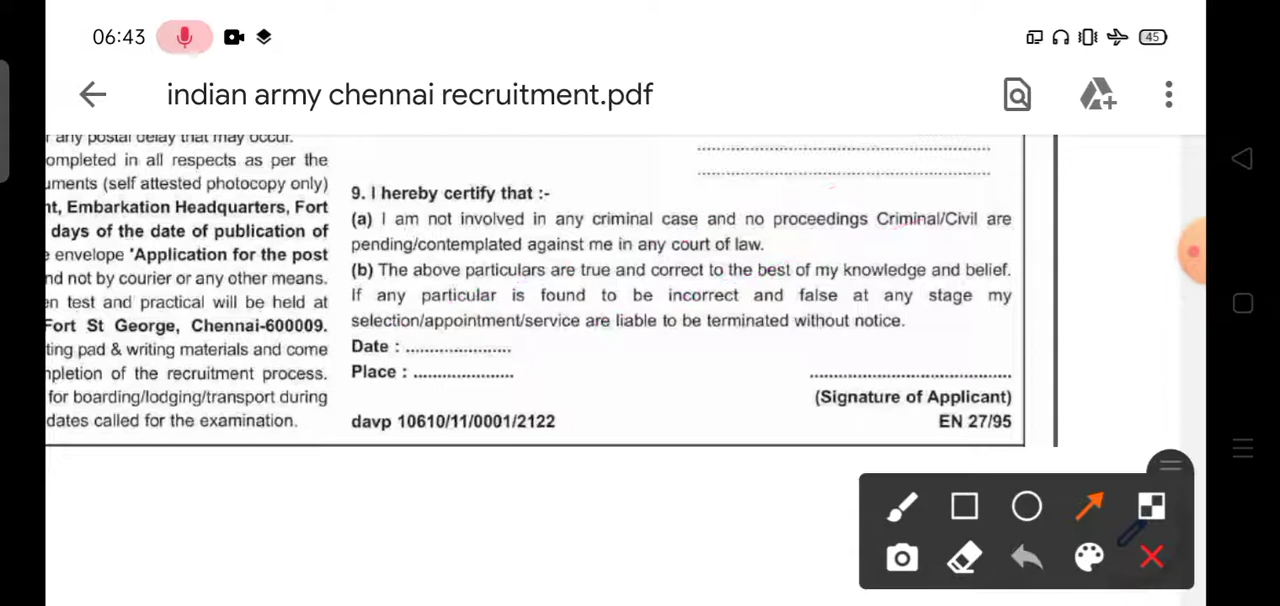 06:43
45
indian army chennai recruitment.pdf
any postal delay that may occur.
ompleted in all respects as per the
uments (self attested photocopy only)
nt, Embarkation Headquarters, Fort
days of the date of publication of
e envelope 'Application for the post
nd not by courier or any other means.
en test and practical will be held at
Fort St George, Chennai-600009.
ting pad & writing materials and come
mpletion of the recruitment process.
for boarding/lodging/transport during
dates called for the examination.
9. I hereby certify that :-
(a) I am not involved in any criminal case and no proceedings Criminal/Civil are
pending/contemplated against me in any court of law.
(b) The above particulars are true and correct to the best of my knowledge and belief.
If any particular is found to be incorrect and false at any stage my
selection/appointment/service are liable to be terminated without notice.
Date : ......................
Place : .....................
(Signature of Applicant)
davp 10610/11/0001/2122
EN 27/95